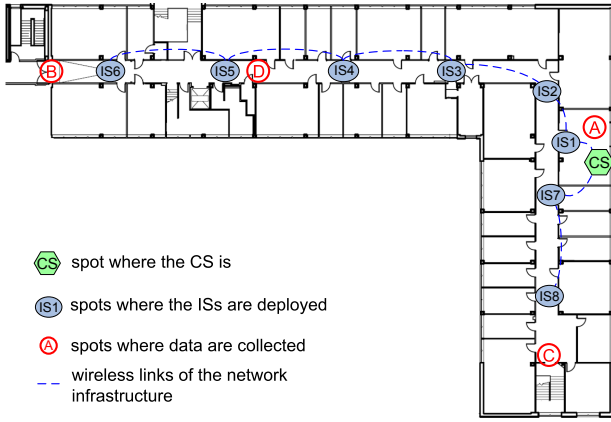 B
IS6
IS5
D
IS4
IS3
IS2
A
IS1
CS
IS7
IS8
C
CS spot where the CS is
IS1 spots where the ISs are deployed
A spots where data are collected
wireless links of the network
infrastructure